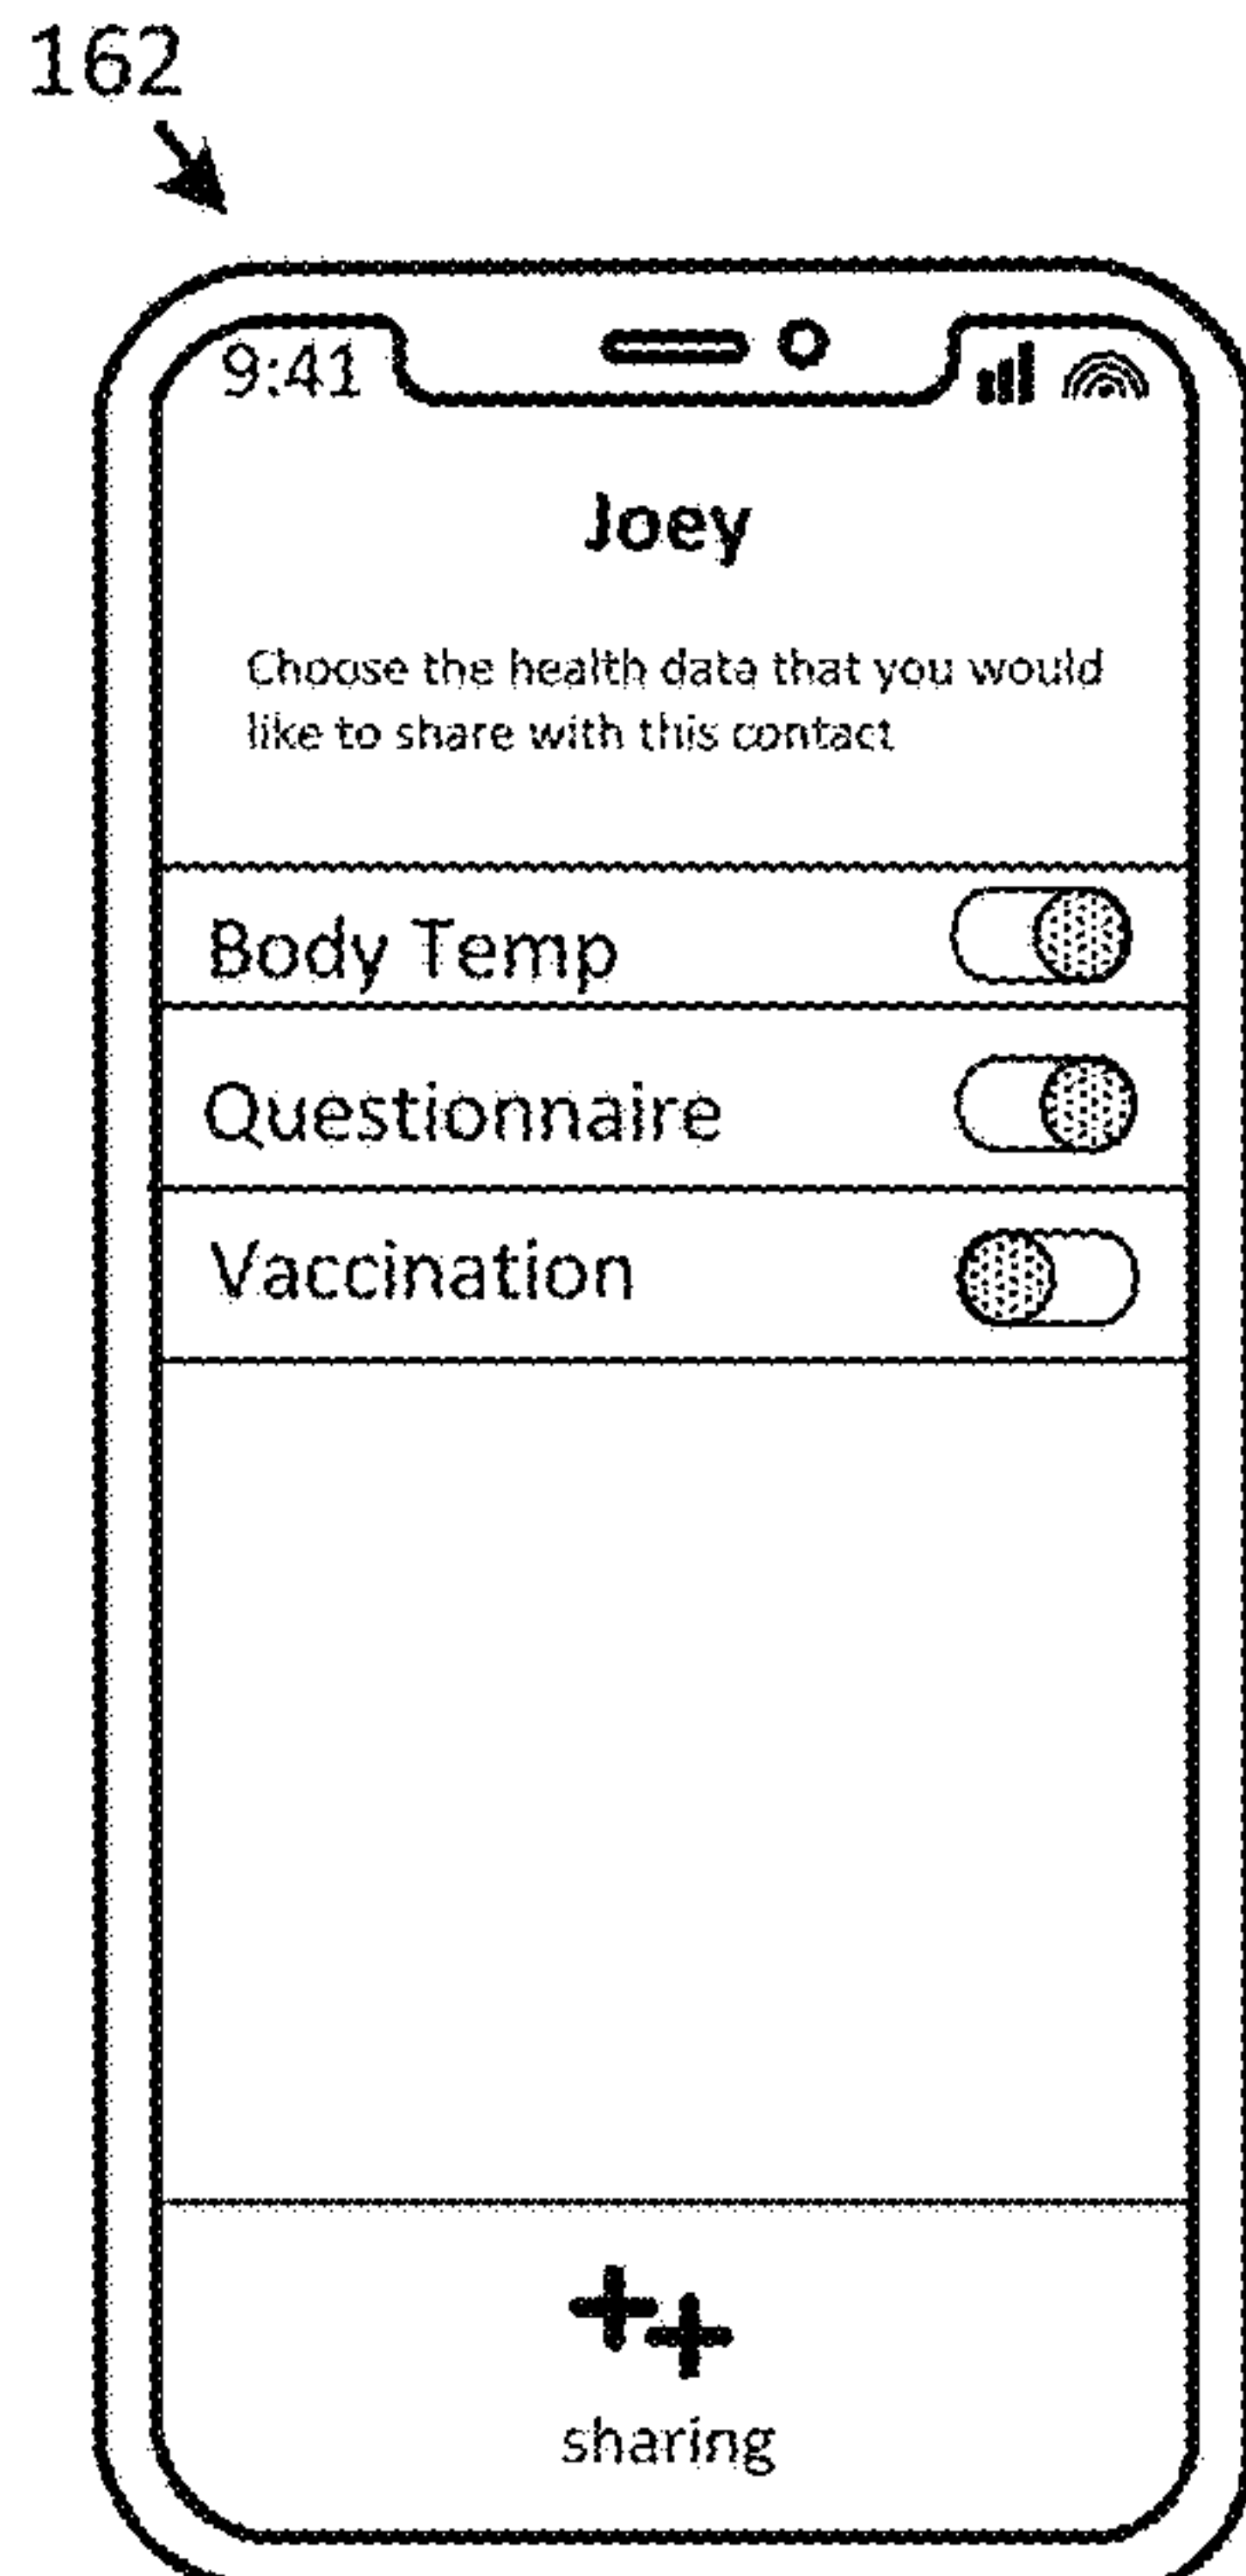 162
9:41
Joey
Choose the health data that you would
like to share with this contact
Body Temp
Questionnaire
Vaccination
sharing